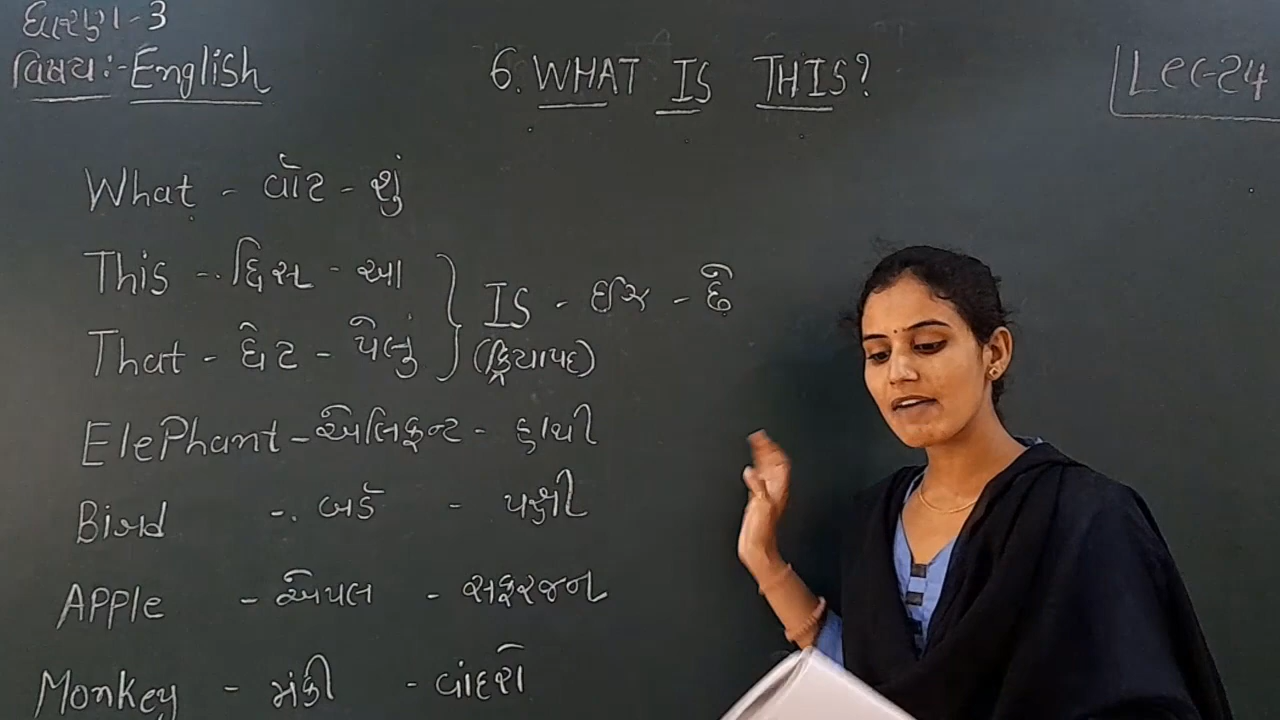 ધોરણ-3
વિષય:-English
6. WHAT IS THIS?
Lec-24
What - વૉટ - શું
This - ધિસ - આ
That - ધેટ - પેલું
IS - ઈઝ - છે
(ક્રિયાપદ)
ElePhant - એલિફન્ટ - હાથી
Bird - બર્ડ - પક્ષી
APPle - એપલ - સફરજન
Monkey - મંકી - વાંદરો